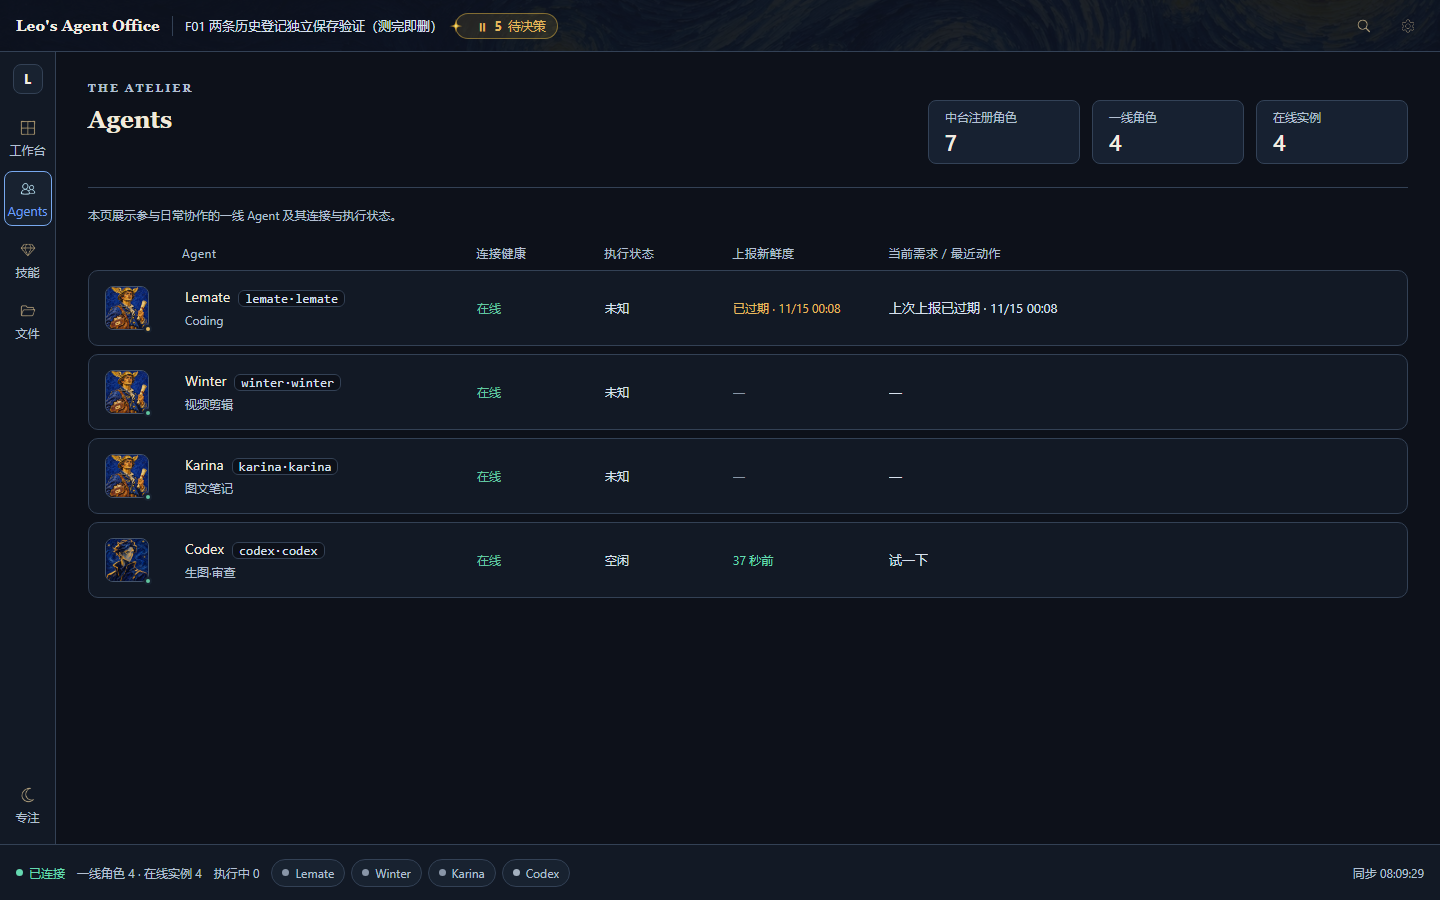 Leo's Agent Office
F01 两条历史登记独立保存验证（测完即删）
5 待决策
L
工作台
Agents
技能
文件
专注
THE ATELIER
Agents
中台注册角色
7
一线角色
4
在线实例
4
本页展示参与日常协作的一线 Agent 及其连接与执行状态。
Agent 连接健康 执行状态 上报新鲜度 当前需求 / 最近动作
Lemate lemate·lemate
Coding
在线 未知 已过期 · 11/15 00:08 上次上报已过期 · 11/15 00:08
Winter winter·winter
视频剪辑
在线 未知 — —
Karina karina·karina
图文笔记
在线 未知 — —
Codex codex·codex
生图·审查
在线 空闲 37 秒前 试一下
已连接 一线角色 4 · 在线实例 4 执行中 0 Lemate Winter Karina Codex 同步 08:09:29